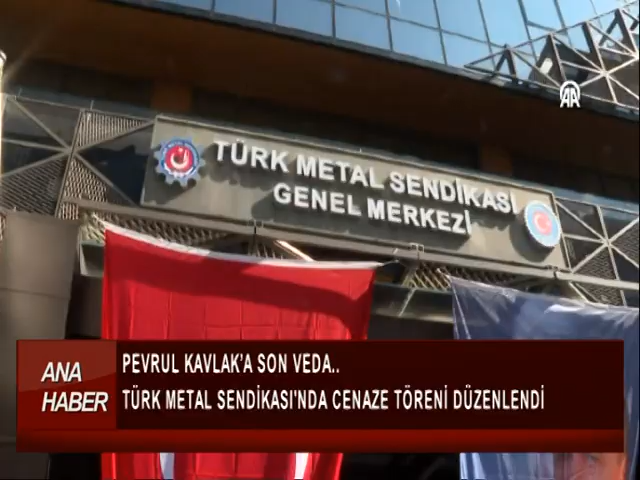 AA
TÜRK METAL SENDİKASI
GENEL MERKEZİ
ANA
HABER
PEVRUL KAVLAK'A SON VEDA..
TÜRK METAL SENDİKASI'NDA CENAZE TÖRENİ DÜZENLENDİ